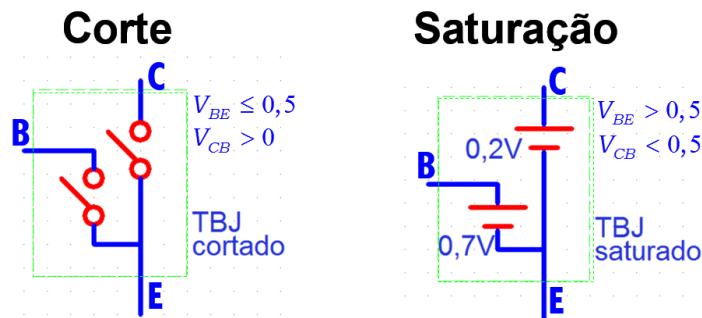 Corte
C
V_BE ≤ 0,5
V_CB > 0
B
TBJ
cortado
E
Saturação
C
V_BE > 0,5
V_CB < 0,5
0,2V
B
0,7V
TBJ
saturado
E